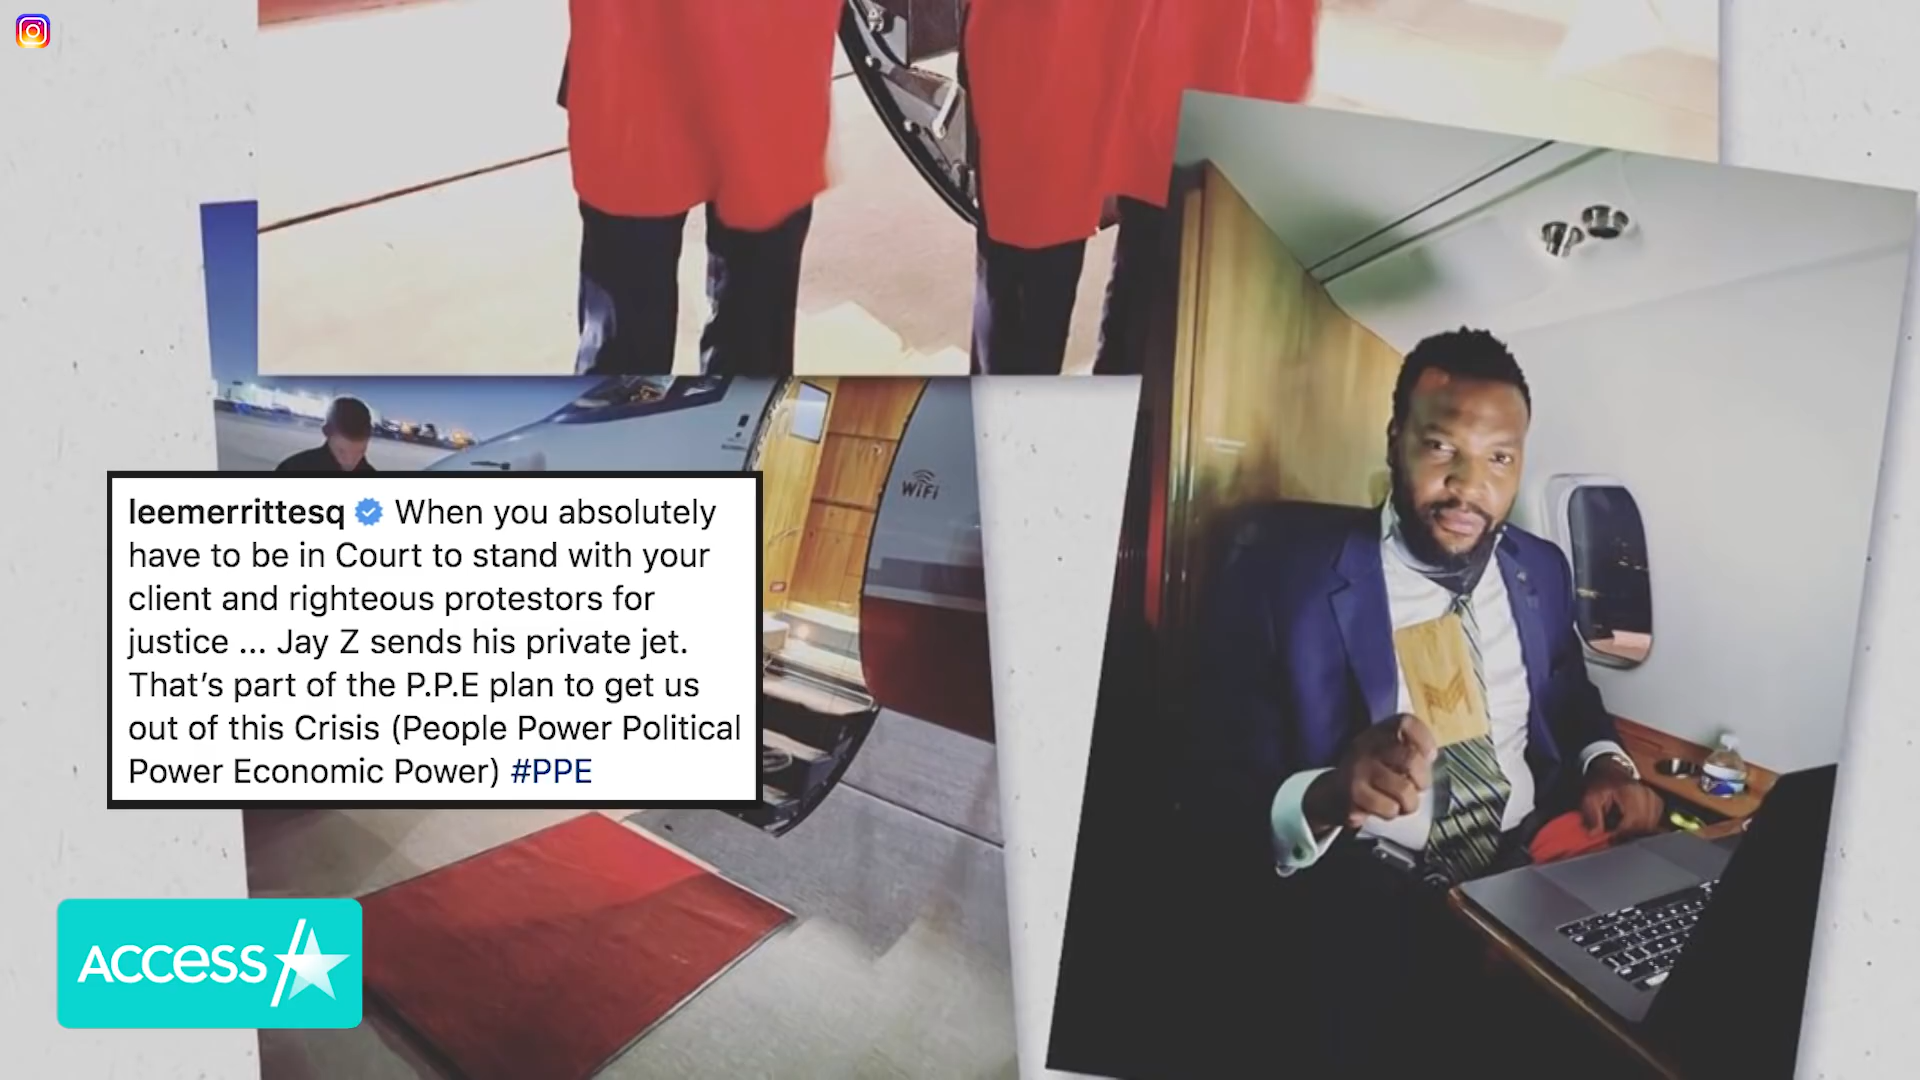 WiFi
leemerrittesq When you absolutely
have to be in Court to stand with your
client and righteous protestors for
justice ... Jay Z sends his private jet.
That's part of the P.P.E plan to get us
out of this Crisis (People Power Political
Power Economic Power) #PPE
ACCESS